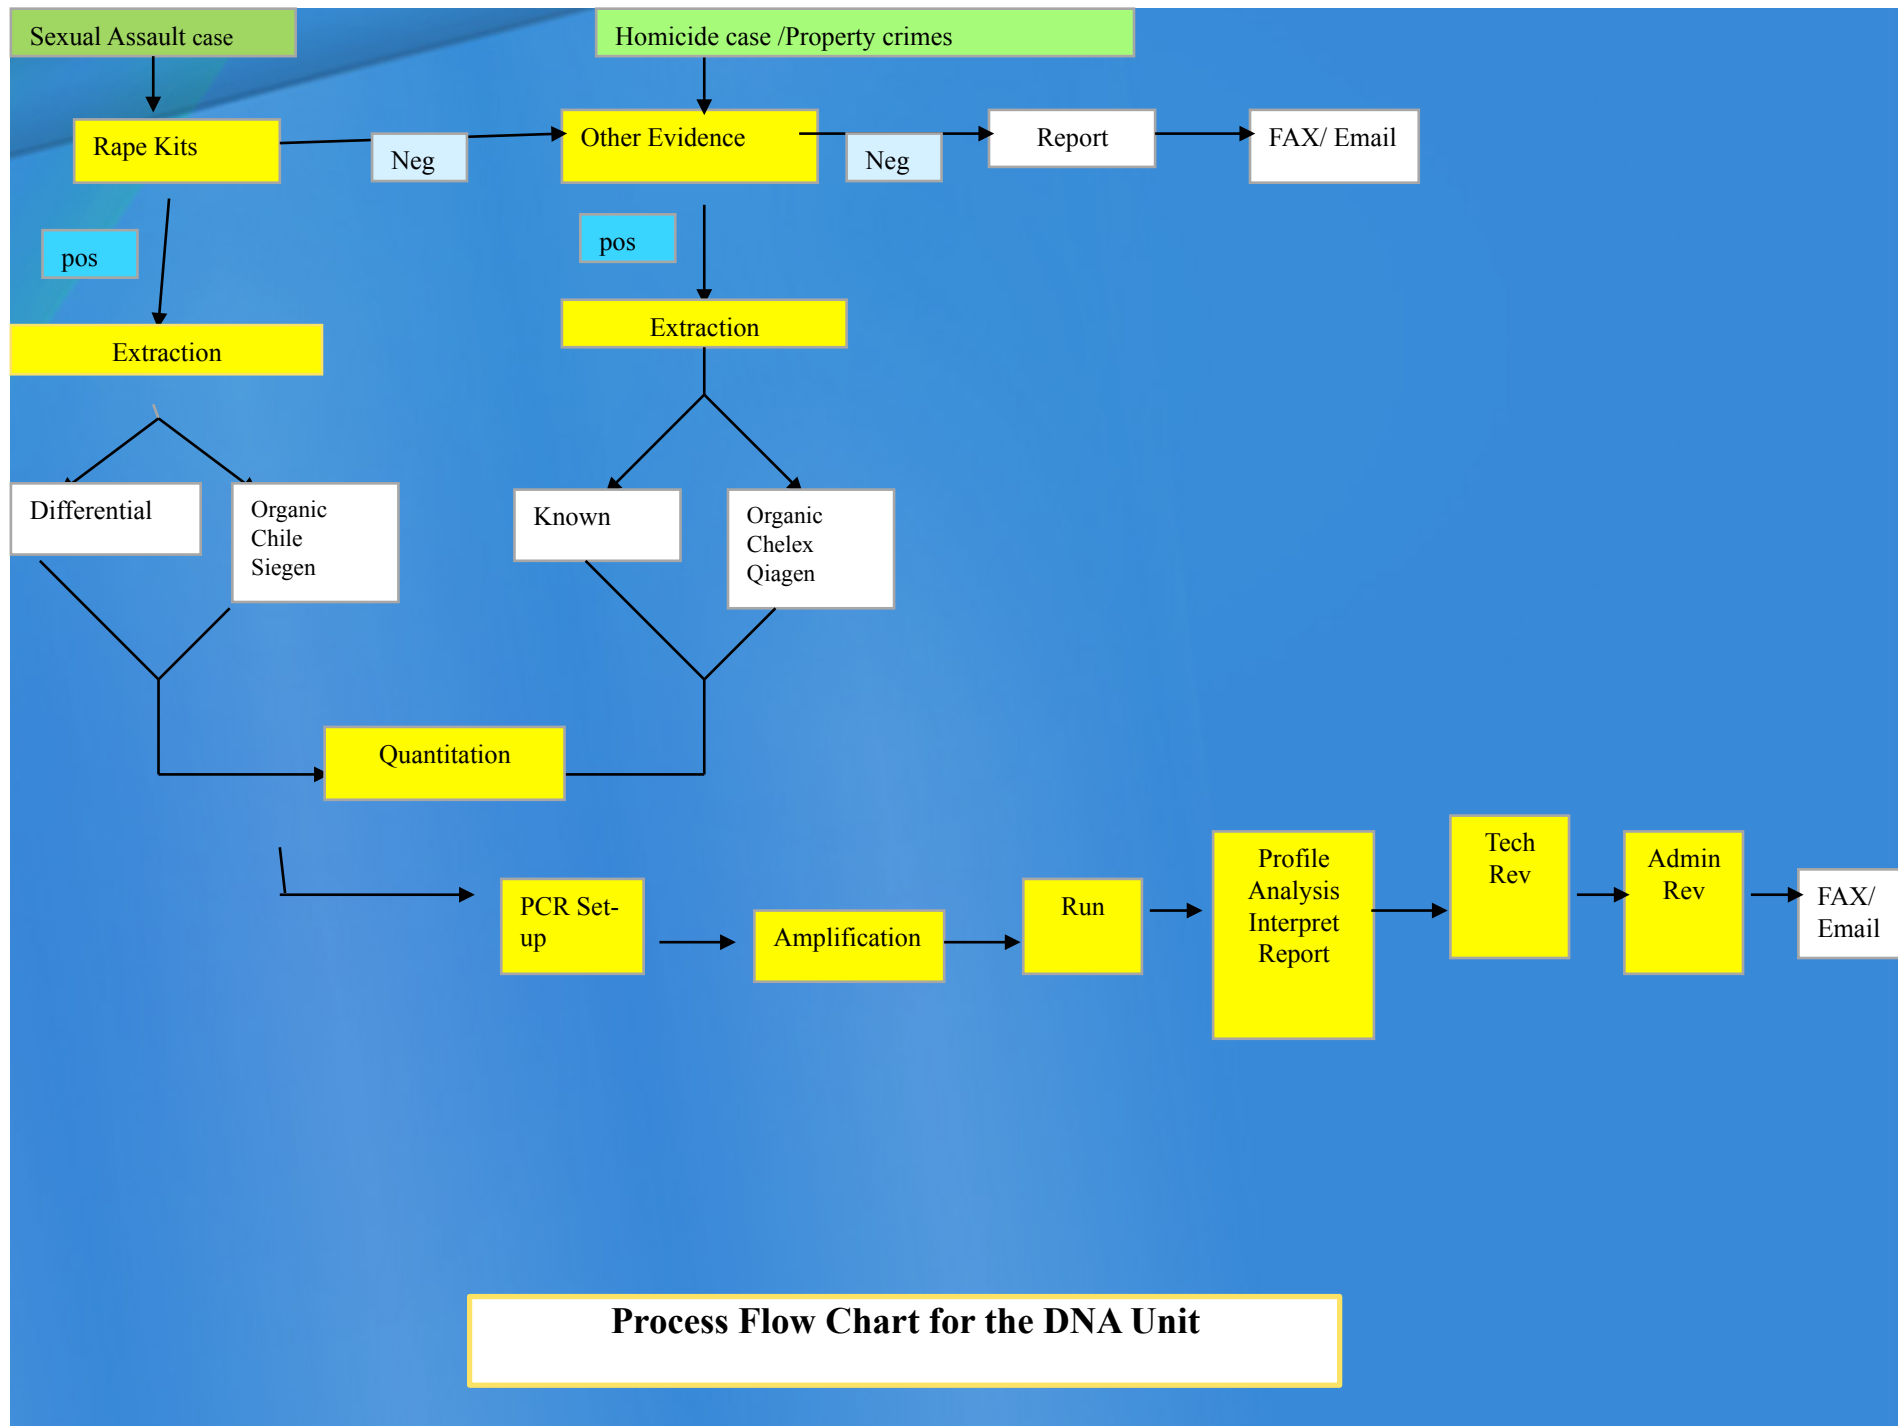 Sexual Assault case
Homicide case /Property crimes
Rape Kits
Neg
Other Evidence
Neg
Report
FAX/ Email
pos
pos
Extraction
Extraction
Differential
Organic
Chile
Siegen
Known
Organic
Chelex
Qiagen
Quantitation
PCR Set-
up
Amplification
Run
Profile
Analysis
Interpret
Report
Tech
Rev
Admin
Rev
FAX/
Email
Process Flow Chart for the DNA Unit